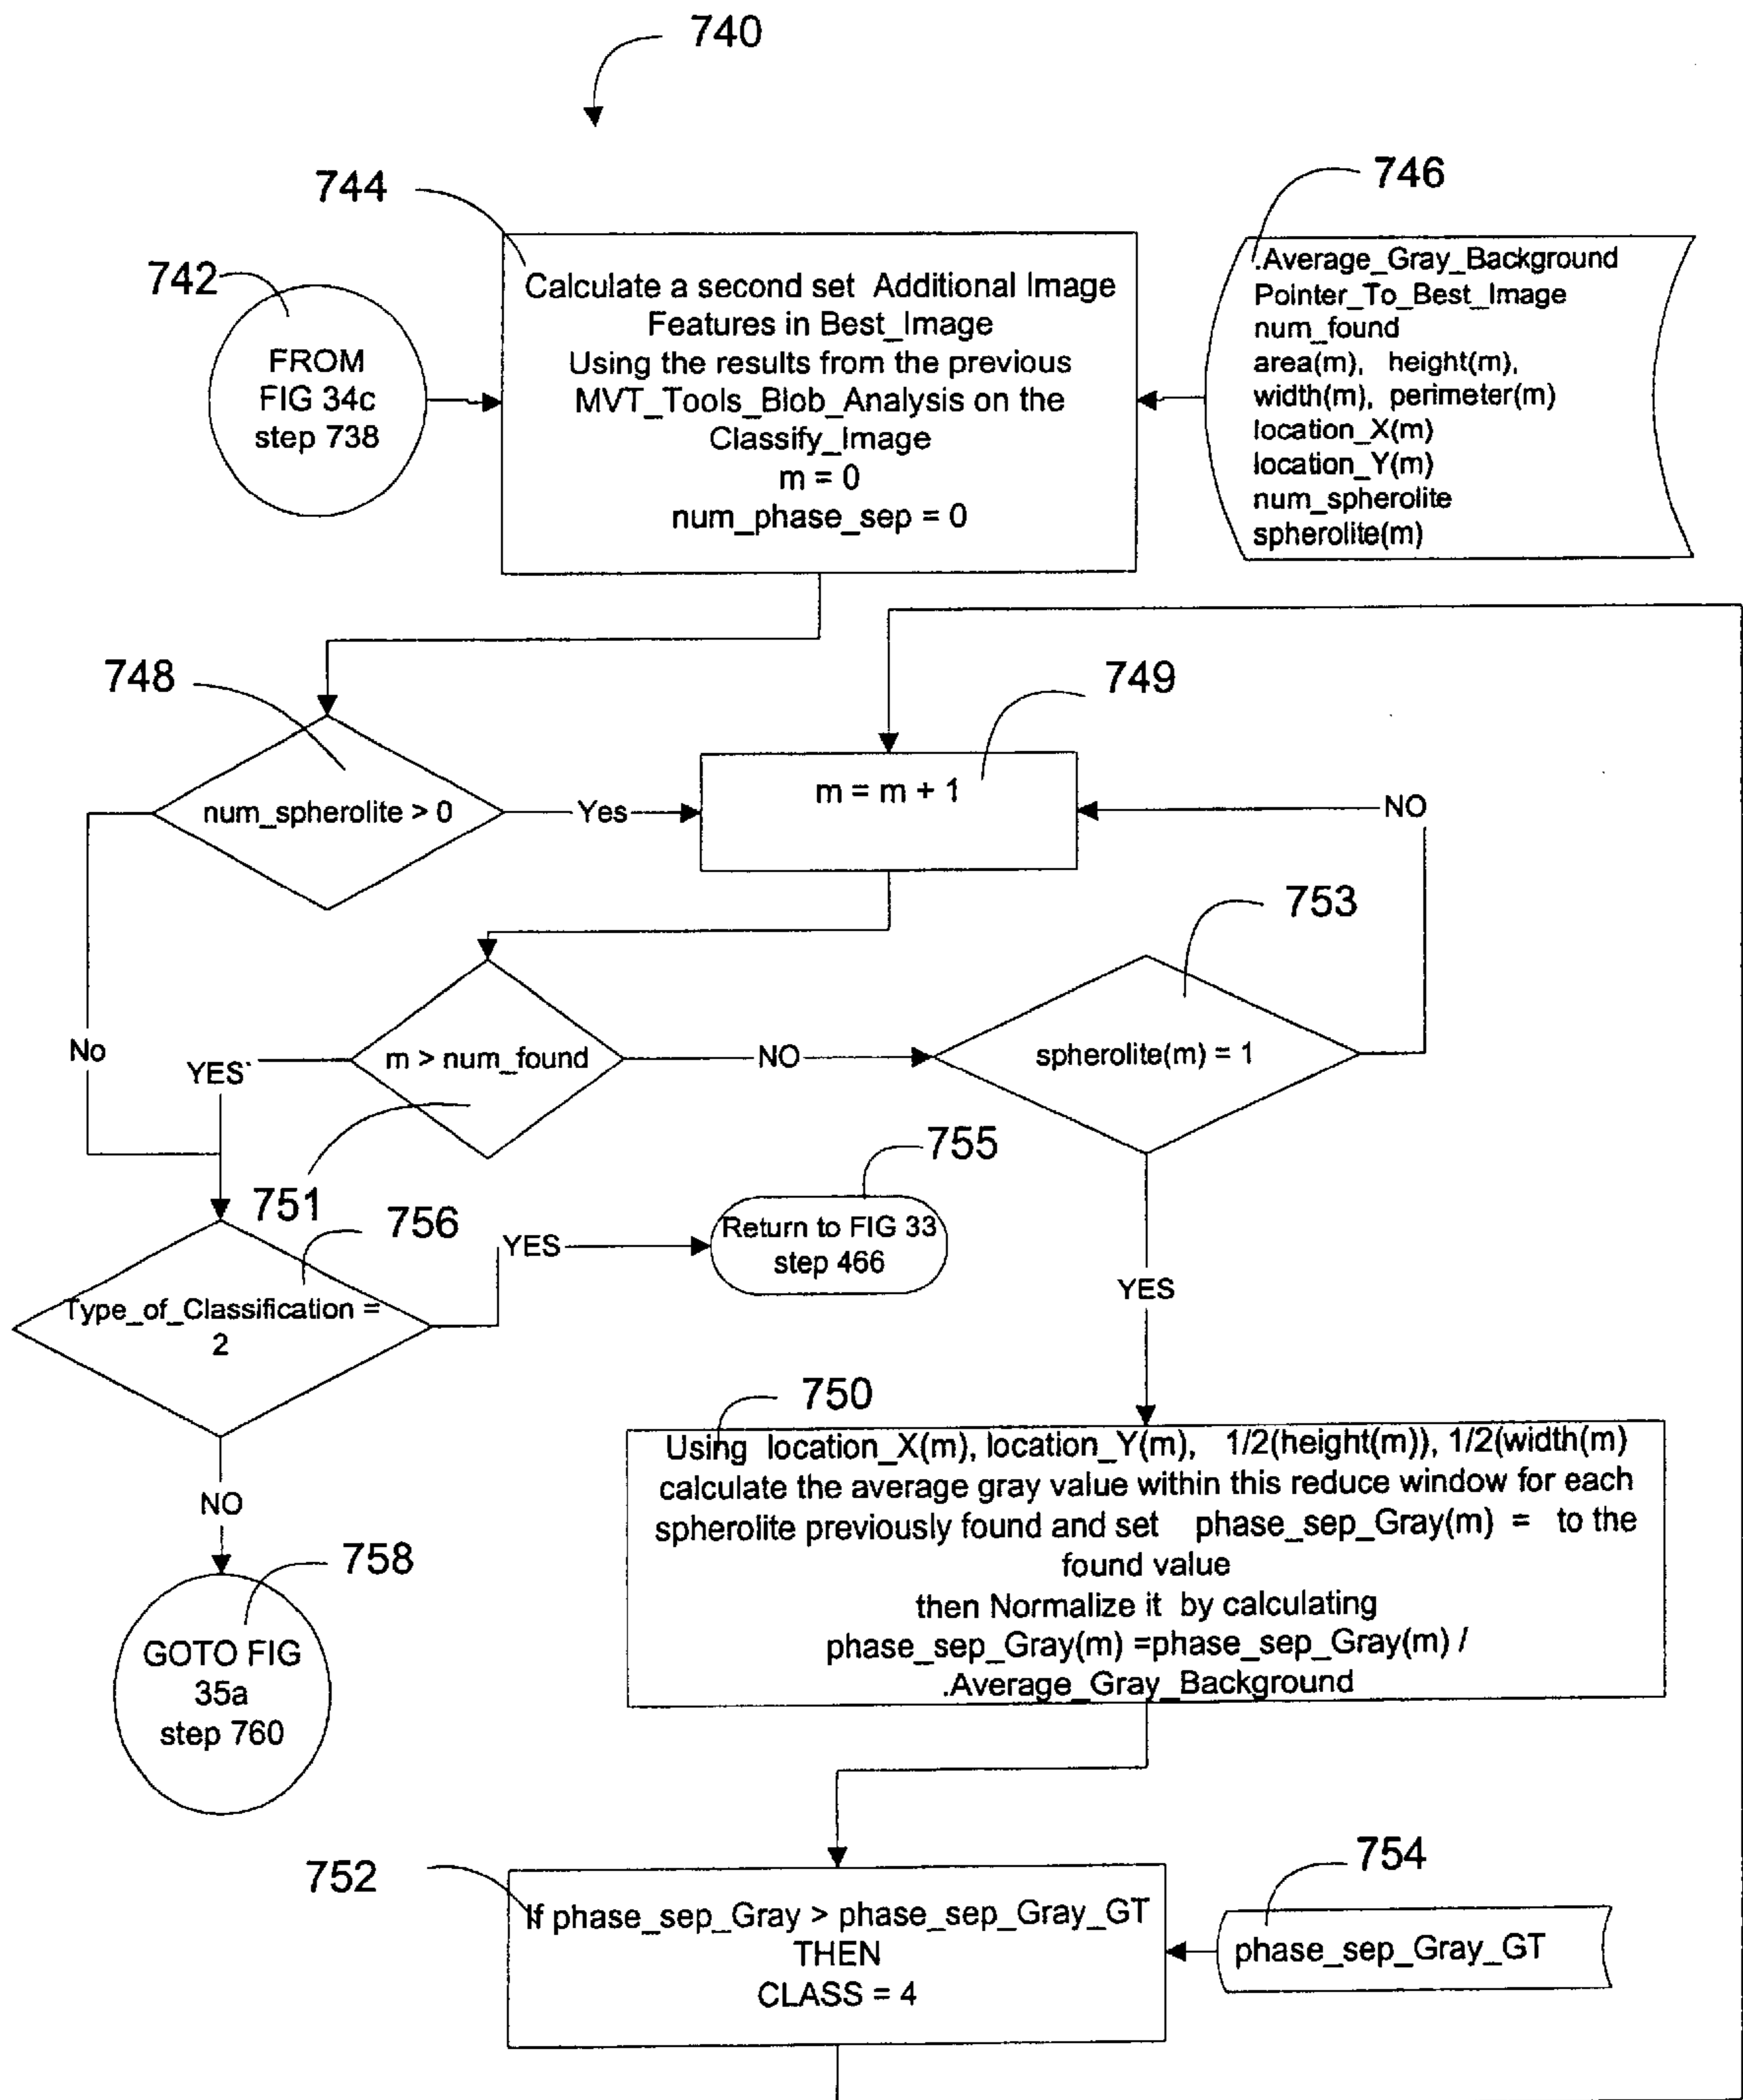 740
744
746
742
FROM
FIG 34c
step 738
Calculate a second set Additional Image
Features in Best_Image
Using the results from the previous
MVT_Tools_Blob_Analysis on the
Classify_Image
m = 0
num_phase_sep = 0
.Average_Gray_Background
Pointer_To_Best_Image
num_found
area(m), height(m),
width(m), perimeter(m)
location_X(m)
location_Y(m)
num_spherolite
spherolite(m)
748
749
num_spherolite > 0
Yes
m = m + 1
NO
753
No
YES
m > num_found
NO
spherolite(m) = 1
755
751
756
YES
Return to FIG 33
step 466
YES
Type_of_Classification =
2
NO
750
Using location_X(m), location_Y(m), 1/2(height(m)), 1/2(width(m)
calculate the average gray value within this reduce window for each
spherolite previously found and set phase_sep_Gray(m) = to the
found value
then Normalize it by calculating
phase_sep_Gray(m) =phase_sep_Gray(m) /
.Average_Gray_Background
758
GOTO FIG
35a
step 760
752
754
If phase_sep_Gray > phase_sep_Gray_GT
THEN
CLASS = 4
phase_sep_Gray_GT